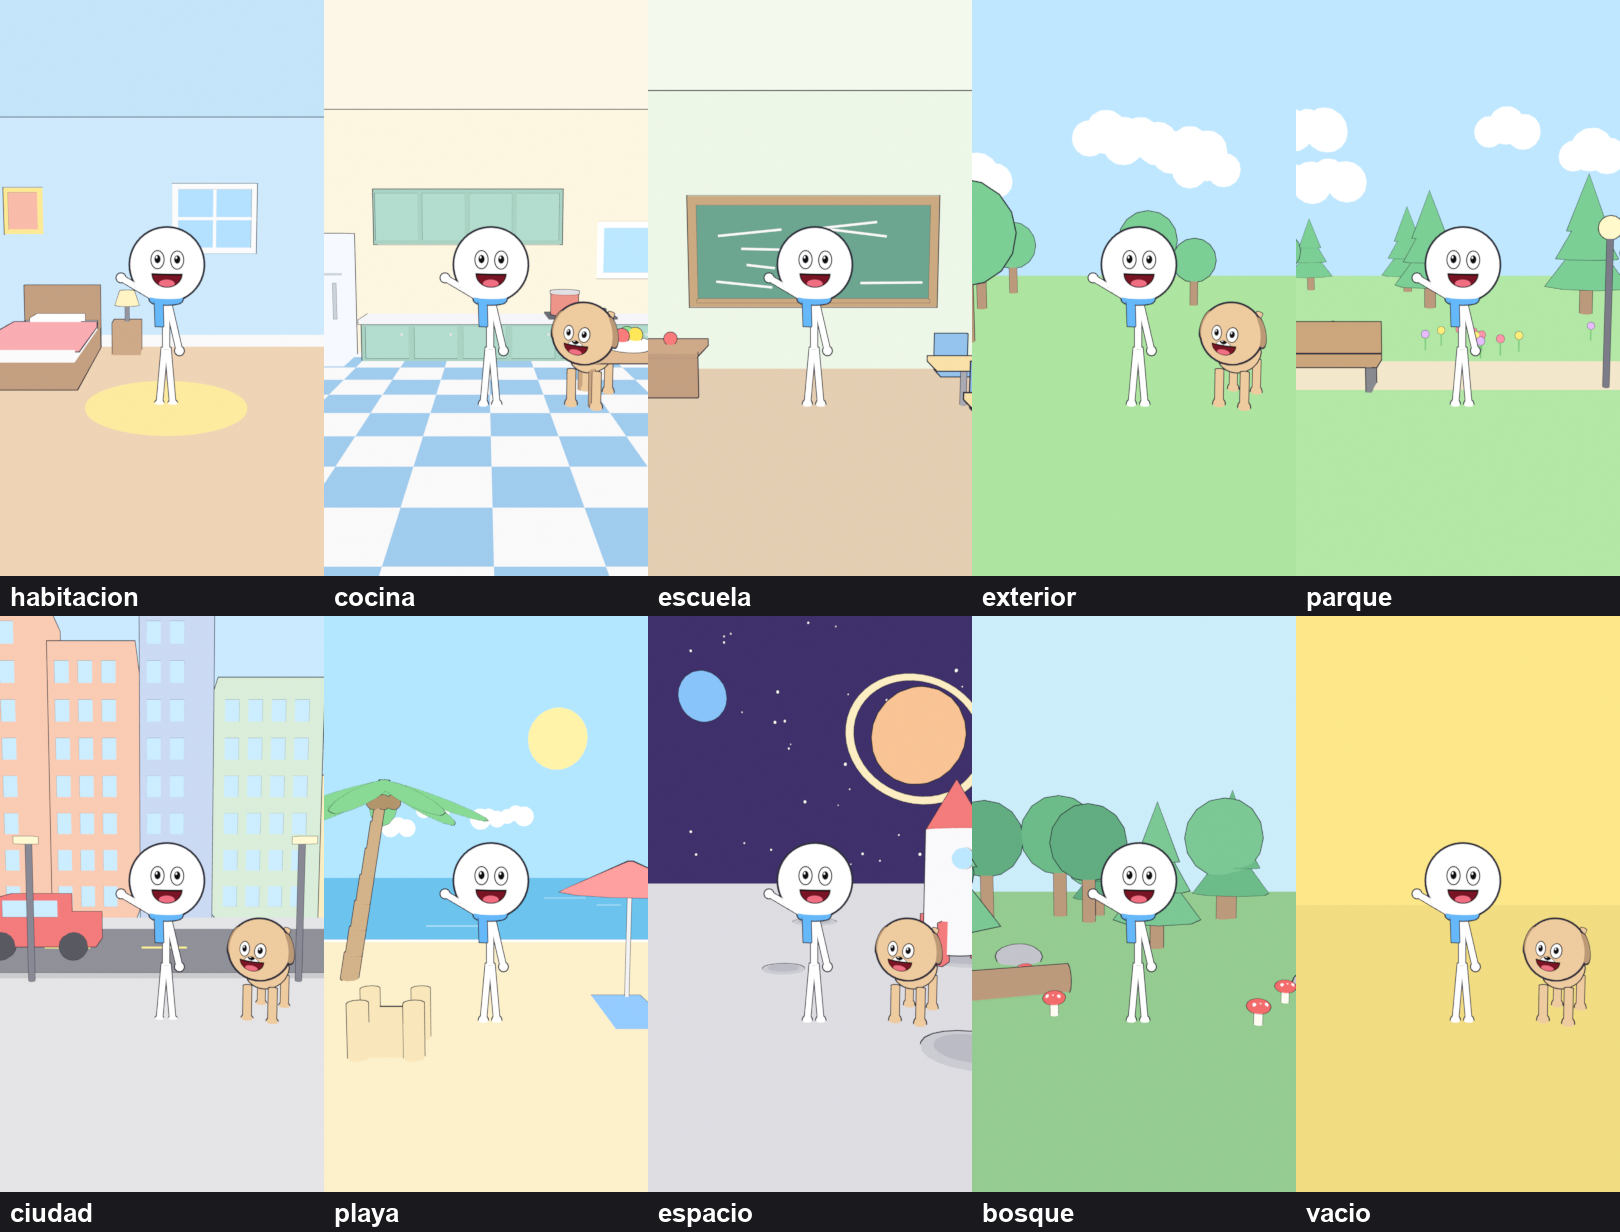 habitacion
cocina
escuela
exterior
parque
ciudad
playa
espacio
bosque
vacio